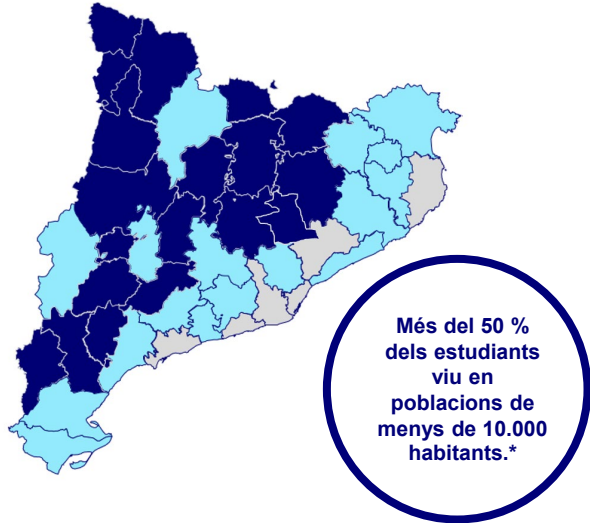 Més del 50 %
dels estudiants
viu en
poblacions de
menys de 10.000
habitants.*